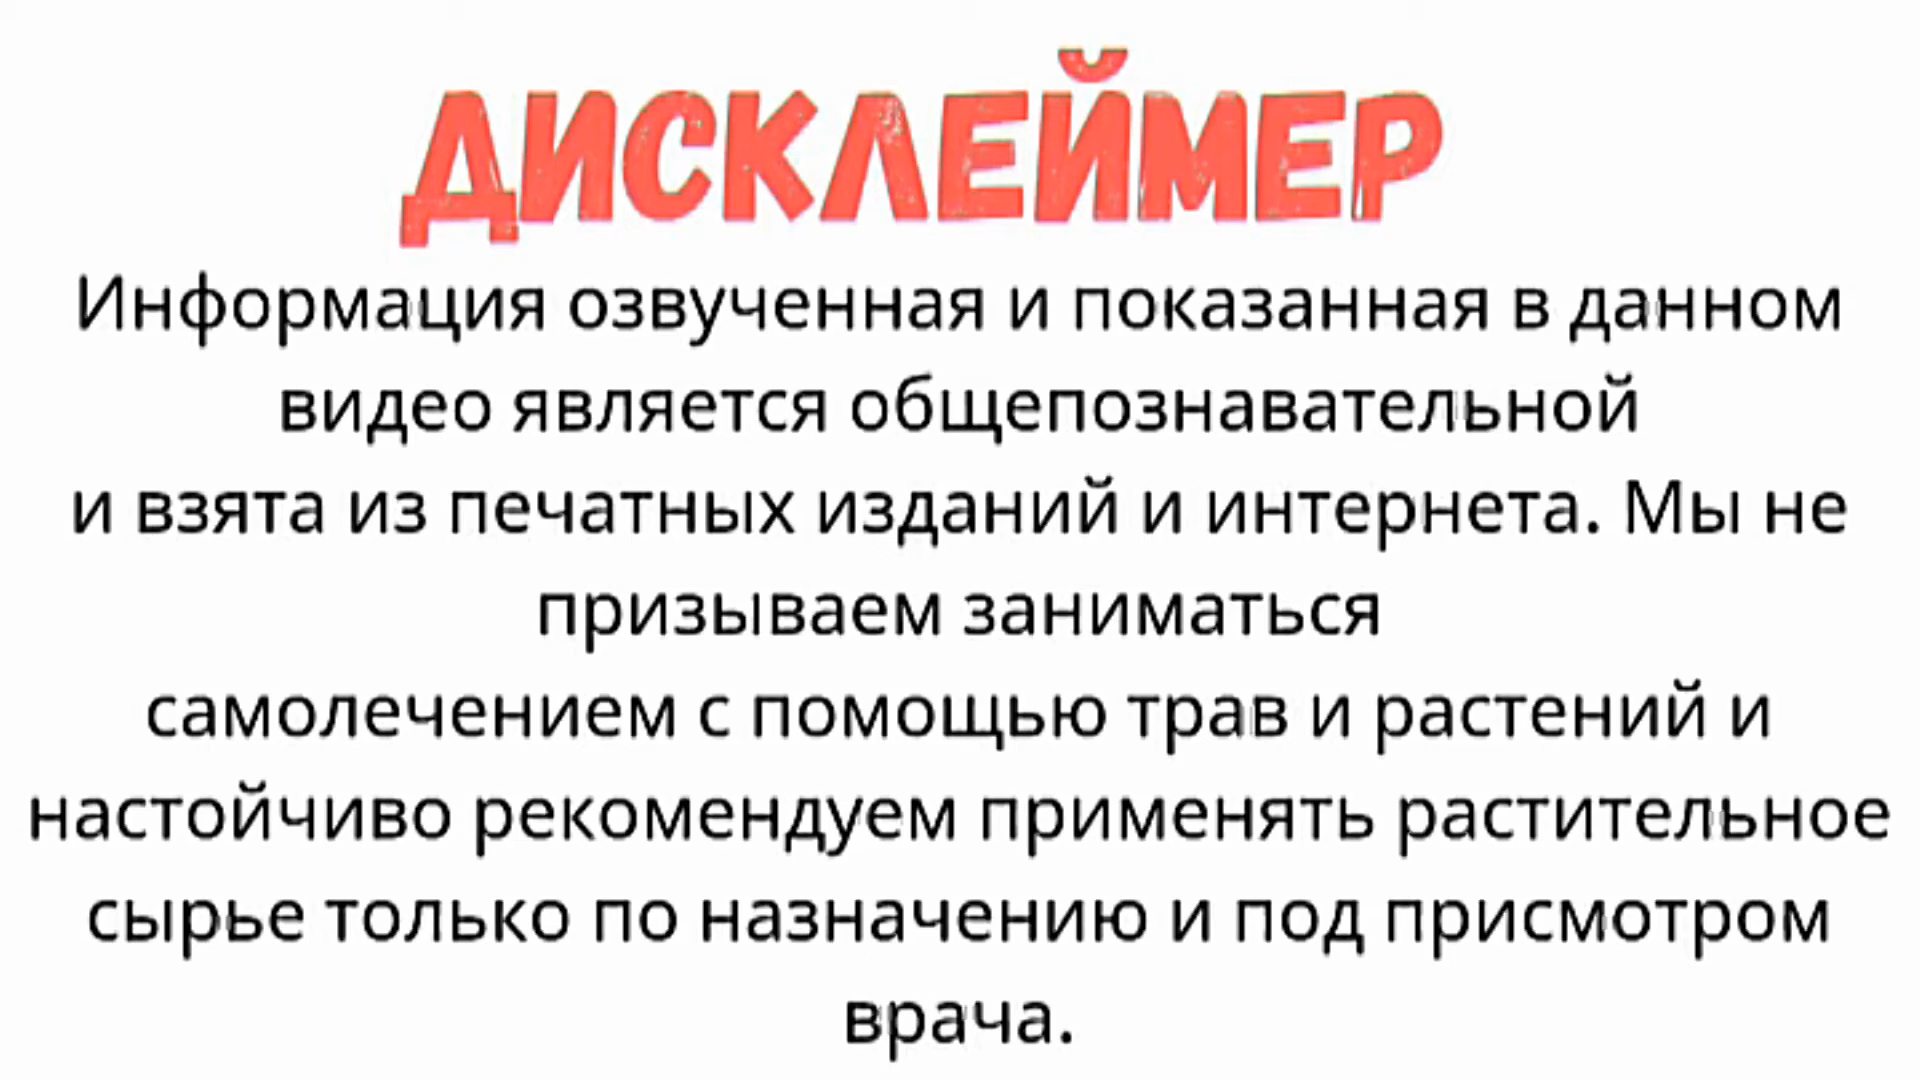 ДИСКЛЕЙМЕР
Информация озвученная и показанная в данном
видео является общепознавательной
и взята из печатных изданий и интернета. Мы не
призываем заниматься
самолечением с помощью трав и растений и
настойчиво рекомендуем применять растительное
сырье только по назначению и под присмотром
врача.